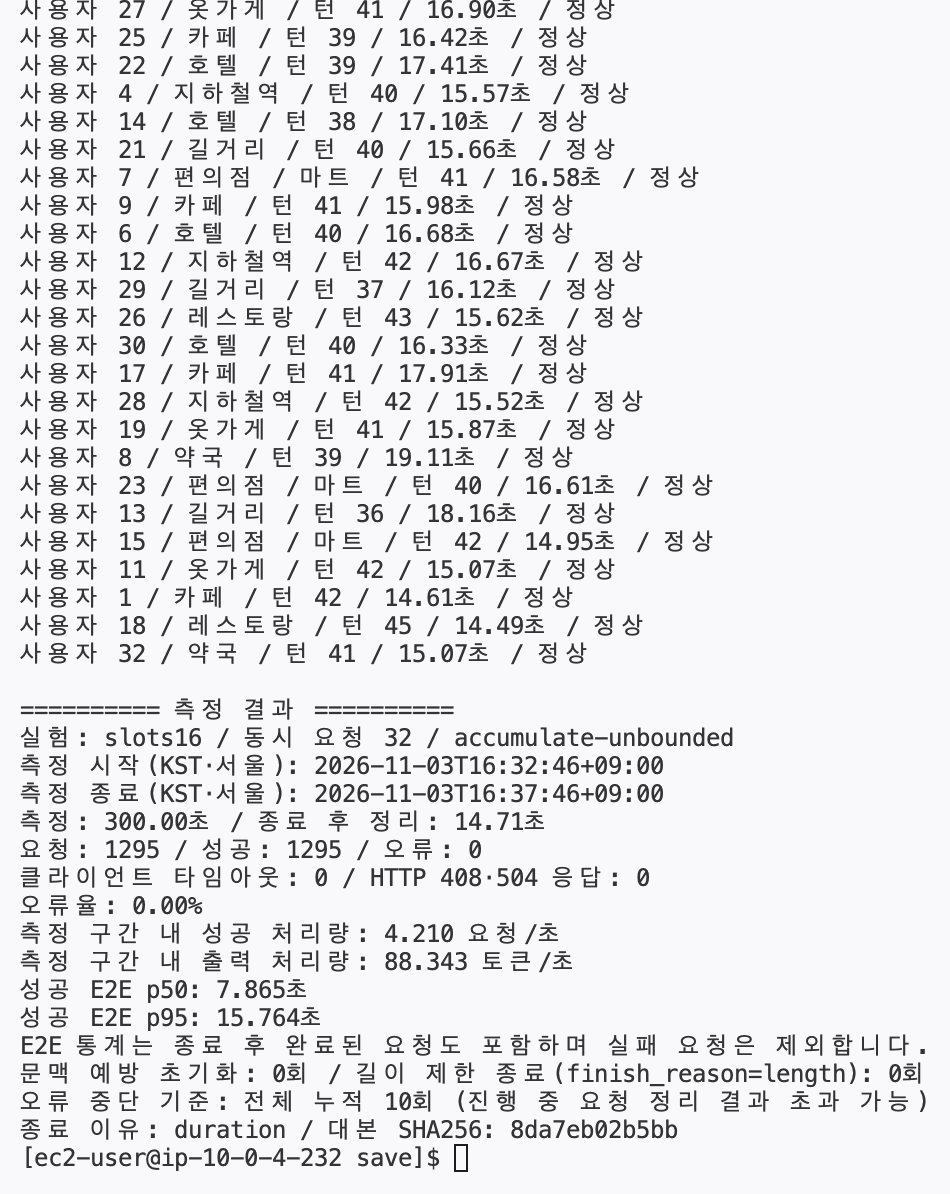 사용자 27 / 옷가게 / 턴 41 / 16.90초 / 정상
사용자 25 / 카페 / 턴 39 / 16.42초 / 정상
사용자 22 / 호텔 / 턴 39 / 17.41초 / 정상
사용자 4 / 지하철역 / 턴 40 / 15.57초 / 정상
사용자 14 / 호텔 / 턴 38 / 17.10초 / 정상
사용자 21 / 길거리 / 턴 40 / 15.66초 / 정상
사용자 7 / 편의점 / 마트 / 턴 41 / 16.58초 / 정상
사용자 9 / 카페 / 턴 41 / 15.98초 / 정상
사용자 6 / 호텔 / 턴 40 / 16.68초 / 정상
사용자 12 / 지하철역 / 턴 42 / 16.67초 / 정상
사용자 29 / 길거리 / 턴 37 / 16.12초 / 정상
사용자 26 / 레스토랑 / 턴 43 / 15.62초 / 정상
사용자 30 / 호텔 / 턴 40 / 16.33초 / 정상
사용자 17 / 카페 / 턴 41 / 17.91초 / 정상
사용자 28 / 지하철역 / 턴 42 / 15.52초 / 정상
사용자 19 / 옷가게 / 턴 41 / 15.87초 / 정상
사용자 8 / 약국 / 턴 39 / 19.11초 / 정상
사용자 23 / 편의점 / 마트 / 턴 40 / 16.61초 / 정상
사용자 13 / 길거리 / 턴 36 / 18.16초 / 정상
사용자 15 / 편의점 / 마트 / 턴 42 / 14.95초 / 정상
사용자 11 / 옷가게 / 턴 42 / 15.07초 / 정상
사용자 1 / 카페 / 턴 42 / 14.61초 / 정상
사용자 18 / 레스토랑 / 턴 45 / 14.49초 / 정상
사용자 32 / 약국 / 턴 41 / 15.07초 / 정상
========== 측정 결과 ==========
실험: slots16 / 동시 요청 32 / accumulate-unbounded
측정 시작(KST·서울): 2026-11-03T16:32:46+09:00
측정 종료(KST·서울): 2026-11-03T16:37:46+09:00
측정: 300.00초 / 종료 후 정리: 14.71초
요청: 1295 / 성공: 1295 / 오류: 0
클라이언트 타임아웃: 0 / HTTP 408·504 응답: 0
오류율: 0.00%
측정 구간 내 성공 처리량: 4.210 요청/초
측정 구간 내 출력 처리량: 88.343 토큰/초
성공 E2E p50: 7.865초
성공 E2E p95: 15.764초
E2E 통계는 종료 후 완료된 요청도 포함하며 실패 요청은 제외합니다.
문맥 예방 초기화: 0회 / 길이 제한 종료(finish_reason=length): 0회
오류 중단 기준: 전체 누적 10회 (진행 중 요청 정리 결과 초과 가능)
종료 이유: duration / 대본 SHA256: 8da7eb02b5bb
[ec2-user@ip-10-0-4-232 save]$